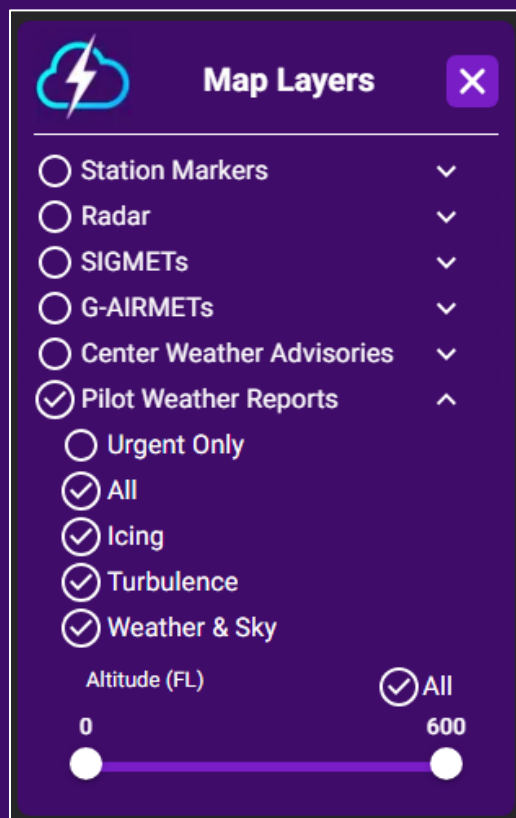 Map Layers
Station Markers
Radar
SIGMETs
G-AIRMETs
Center Weather Advisories
Pilot Weather Reports
Urgent Only
All
Icing
Turbulence
Weather & Sky
Altitude (FL) All
0 600